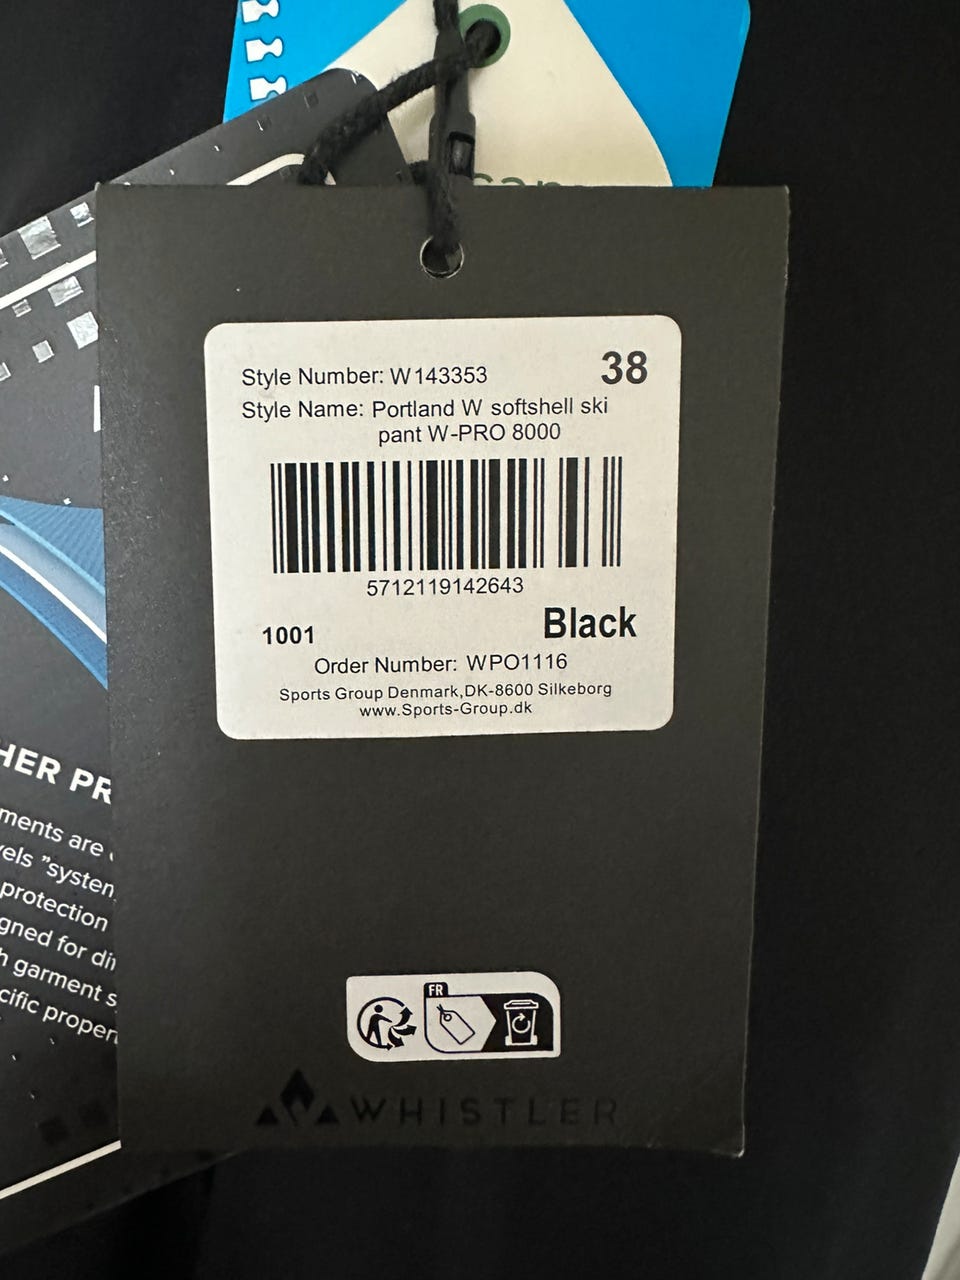 Style Number: W143353
38
Style Name: Portland W softshell ski
pant W-PRO 8000
5712119142643
1001
Black
Order Number: WPO1116
Sports Group Denmark,DK-8600 Silkeborg
www.Sports-Group.dk
HER PR
ments are
els "system
protection
gned for di
h garment s
cific proper
FR
WHISTLER